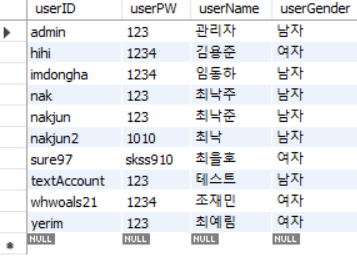 userID userPW userName userGender
admin 123 관리자 남자
hihi 1234 김용준 여자
imdongha 1234 임동하 남자
nak 123 최낙주 남자
nakjun 123 최낙준 남자
nakjun2 1010 최낙 남자
sure97 skss910 최을호 여자
textAccount 123 테스트 남자
whwoals21 1234 조재민 여자
yerim 123 최예림 여자
NULL NULL NULL NULL